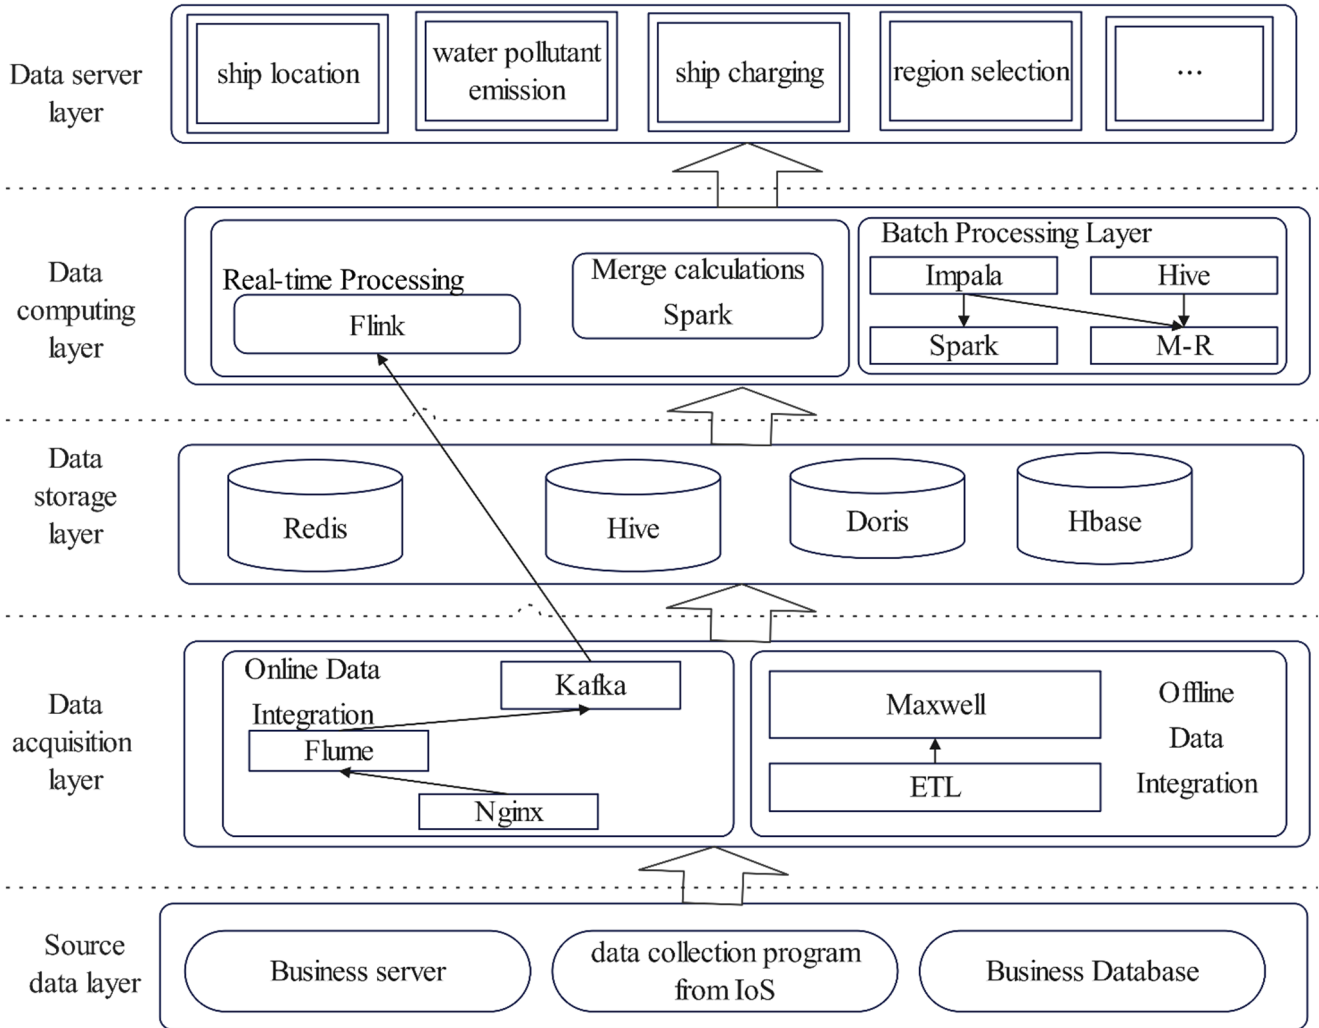 Data server
layer
ship location
water pollutant
emission
ship charging
region selection
...
Data
computing
layer
Real-time Processing
Flink
Merge calculations
Spark
Batch Processing Layer
Impala
Hive
Spark
M-R
Data
storage
layer
Redis
Hive
Doris
Hbase
Data
acquisition
layer
Online Data
Integration
Kafka
Flume
Nginx
Maxwell
ETL
Offline
Data
Integration
Source
data layer
Business server
data collection program
from IoS
Business Database